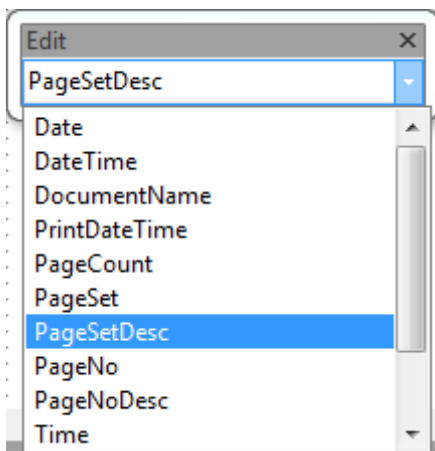 Edit
PageSetDesc
Date
DateTime
DocumentName
PrintDateTime
PageCount
PageSet
PageSetDesc
PageNo
PageNoDesc
Time